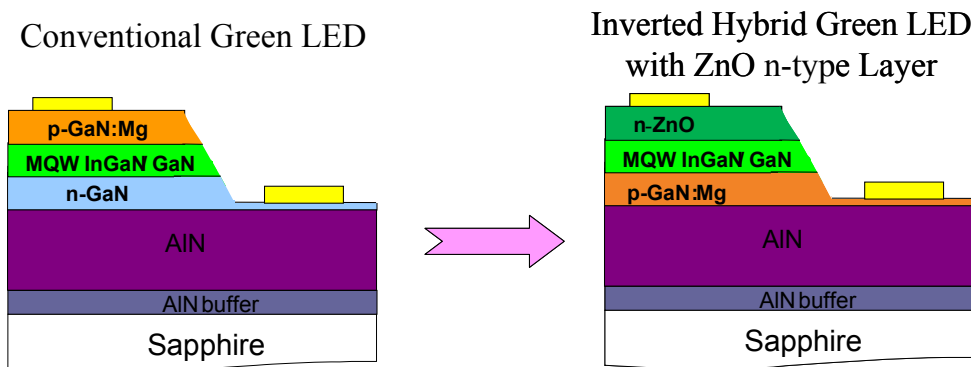 Conventional Green LED
p-GaN:Mg
MQW InGaN/ GaN
n-GaN
AlN
AlN buffer
Sapphire
Inverted Hybrid Green LED
with ZnO n-type Layer
n-ZnO
MQW InGaN/ GaN
p-GaN:Mg
AlN
AlN buffer
Sapphire